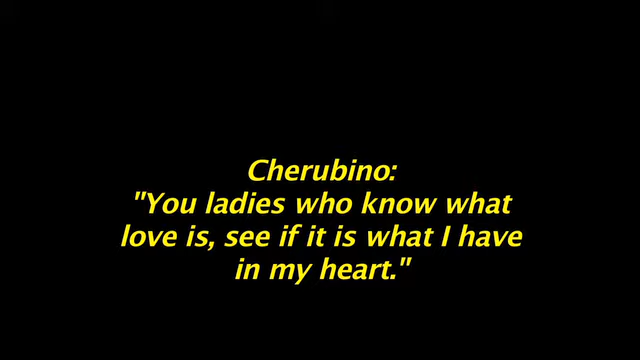 Cherubino:
"You ladies who know what
love is, see if it is what I have
in my heart."